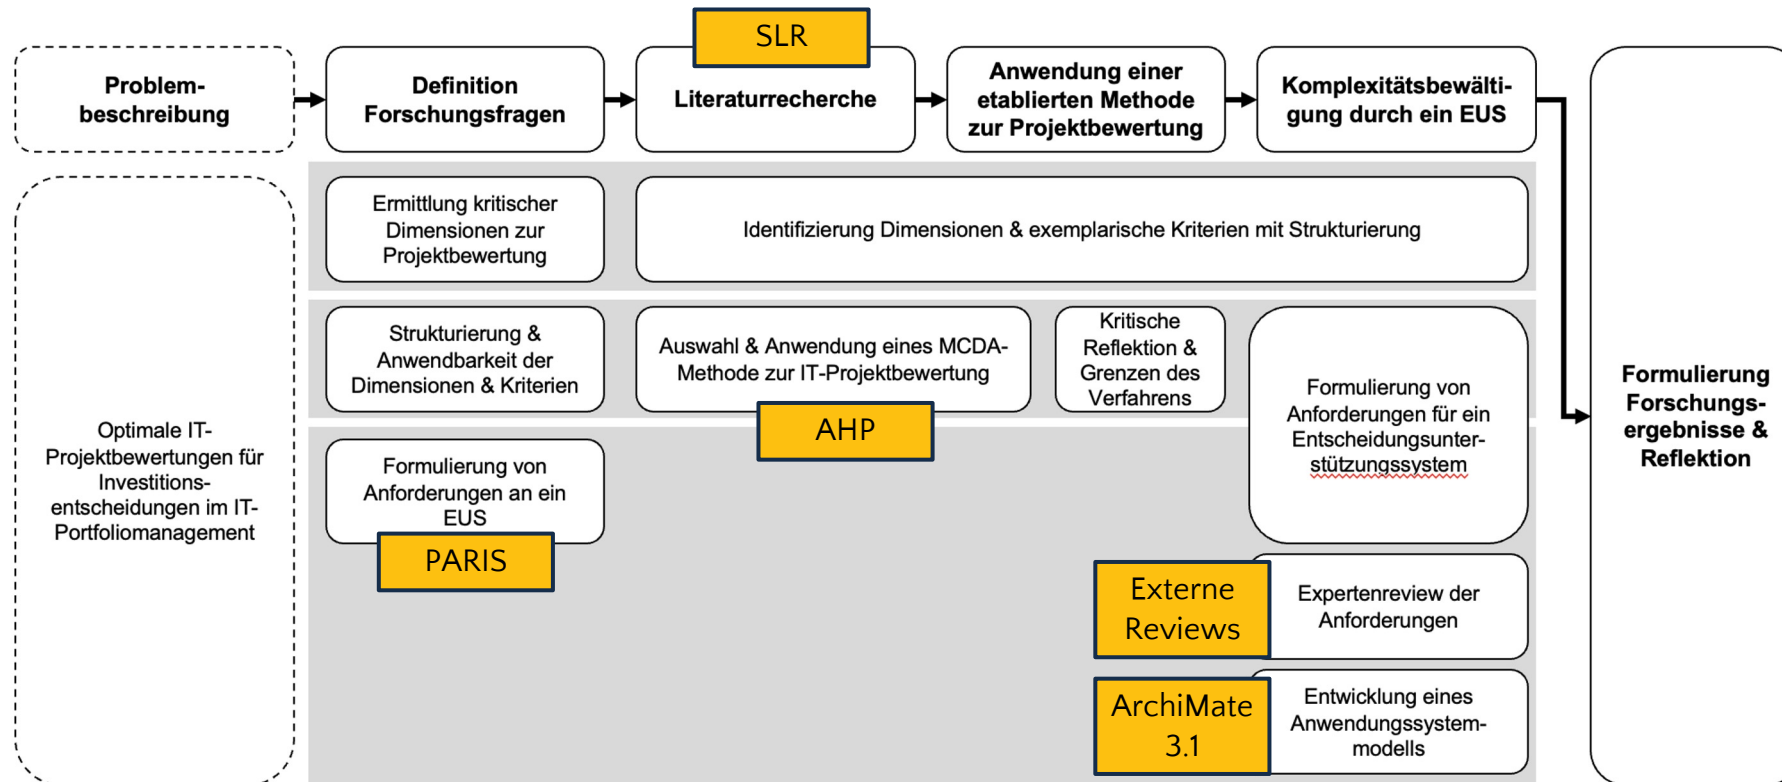 SLR
Problem-
beschreibung
Definition
Forschungsfragen
Literaturrecherche
Anwendung einer
etablierten Methode
zur Projektbewertung
Komplexitätsbewälti-
gung durch ein EUS
Ermittlung kritischer
Dimensionen zur
Projektbewertung
Identifizierung Dimensionen & exemplarische Kriterien mit Strukturierung
Strukturierung &
Anwendbarkeit der
Dimensionen & Kriterien
Auswahl & Anwendung eines MCDA-
Methode zur IT-Projektbewertung
Kritische
Reflektion &
Grenzen des
Verfahrens
AHP
Formulierung von
Anforderungen für ein
Entscheidungsunter-
stützungssystem
Optimale IT-
Projektbewertungen für
Investitions-
entscheidungen im IT-
Portfoliomanagement
Formulierung von
Anforderungen an ein
EUS
PARIS
Externe
Reviews
Expertenreview der
Anforderungen
ArchiMate
3.1
Entwicklung eines
Anwendungssystem-
modells
Formulierung
Forschungs-
ergebnisse &
Reflektion